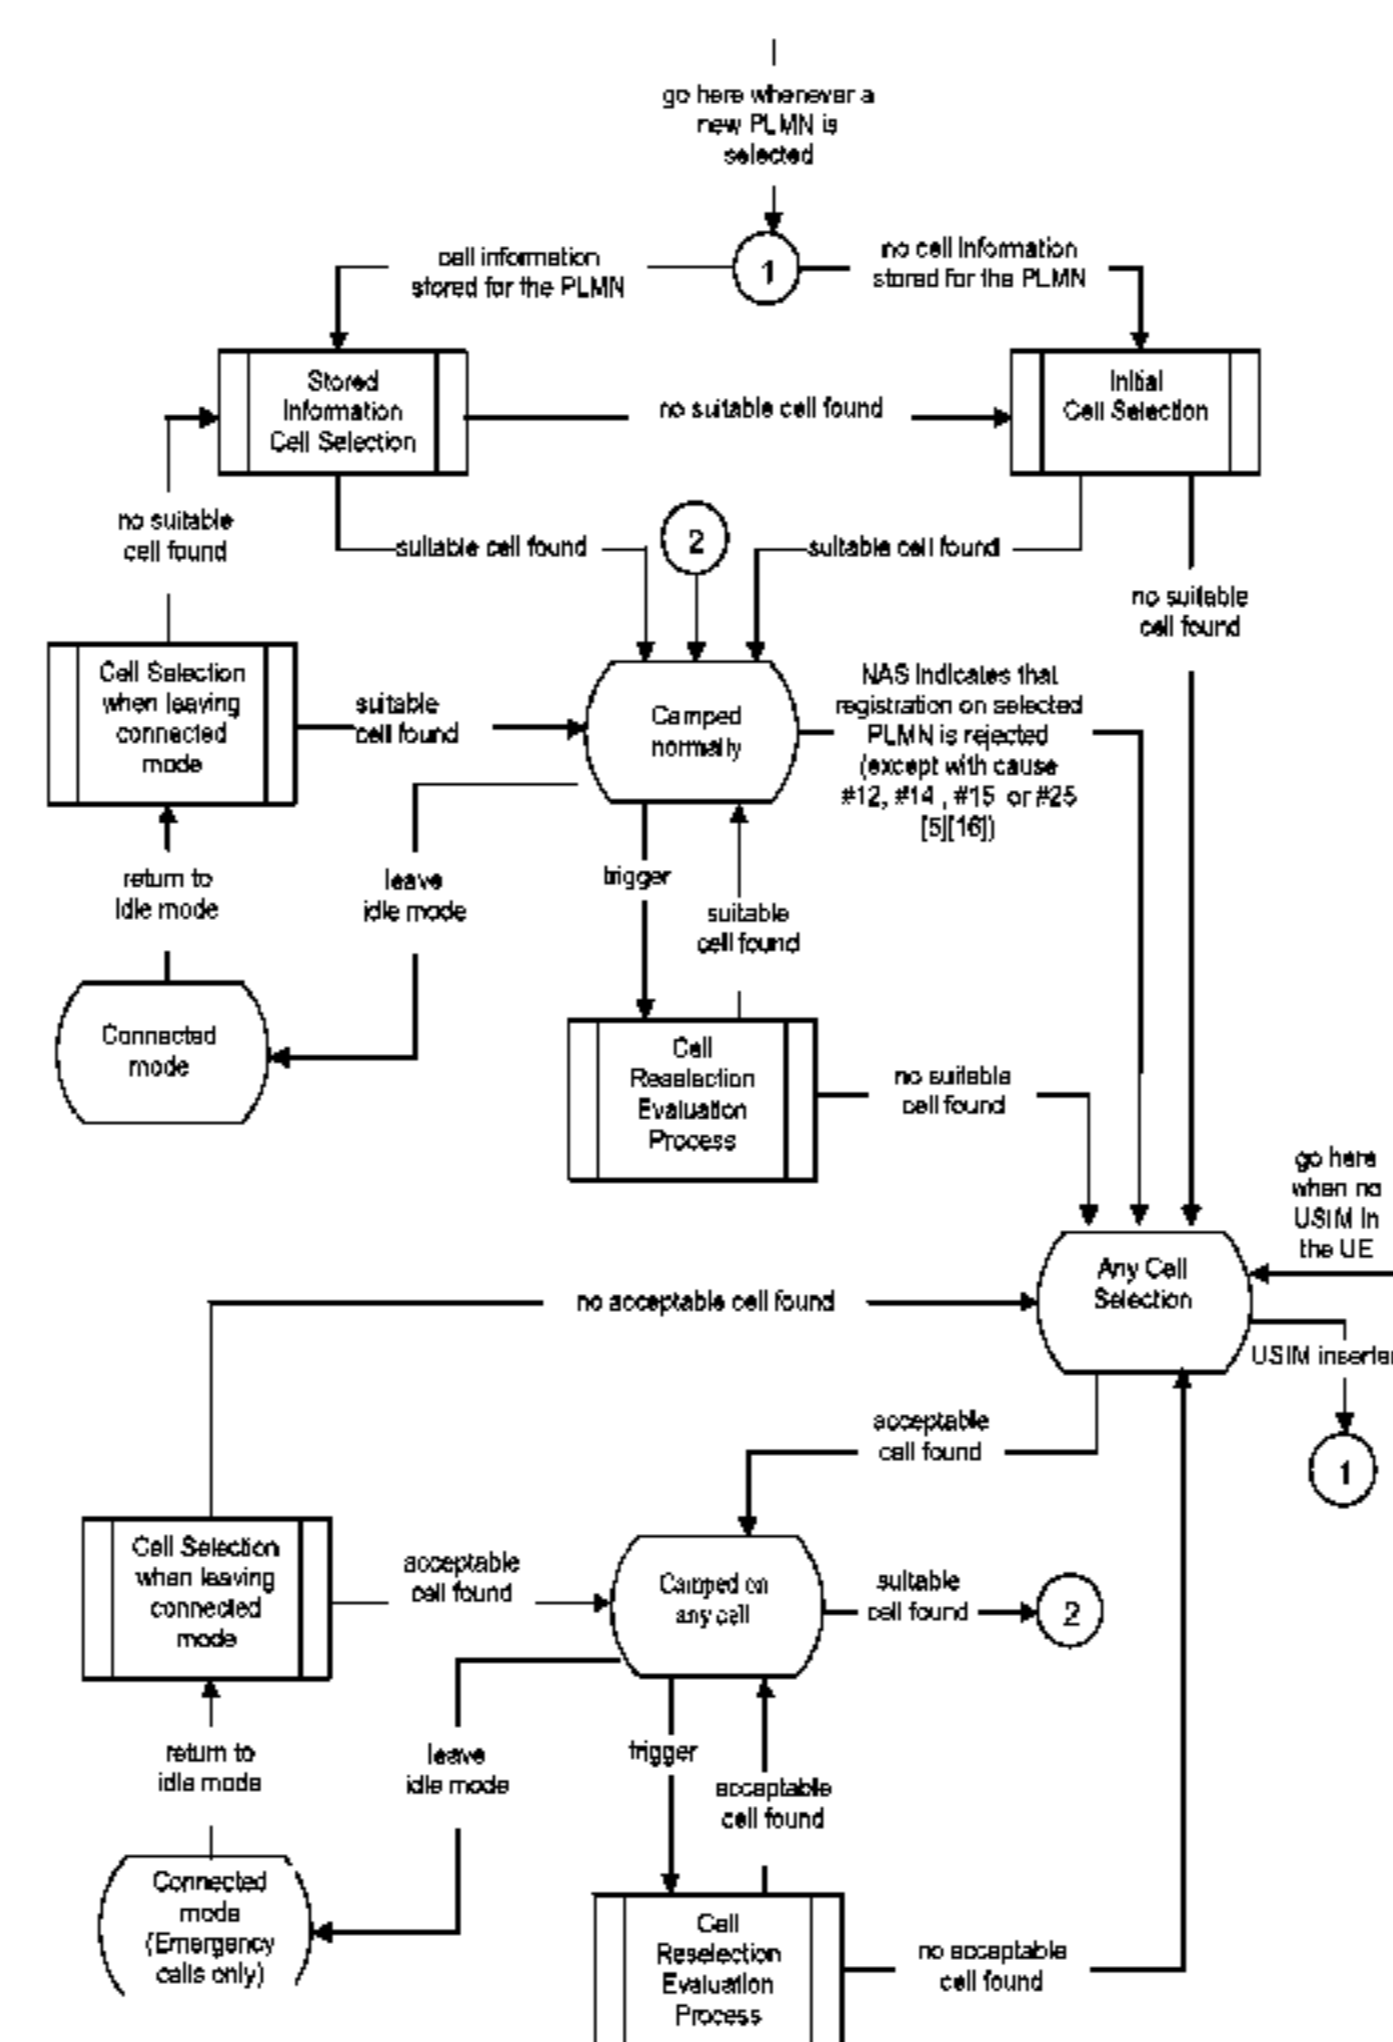 go here whenever a
new PLMN is
selected
1
cell information
stored for the PLMN
no cell information
stored for the PLMN
Stored
Information
Cell Selection
no suitable cell found
Initial
Cell Selection
no suitable
cell found
suitable cell found
2
suitable cell found
no suitable
cell found
Cell Selection
when leaving
connected
mode
suitable
cell found
Camped
normally
NAS indicates that
registration on selected
PLMN is rejected
(except with cause
#12, #14 , #15 or #25
[5][16])
return to
idle mode
leave
idle mode
trigger
suitable
cell found
Connected
mode
Cell
Reselection
Evaluation
Process
no suitable
cell found
go here
when no
USIM in
the UE
Any Cell
Selection
no acceptable cell found
USIM inserte
acceptable
cell found
1
Cell Selection
when leaving
connected
mode
acceptable
cell found
Camped on
any cell
suitable
cell found
2
return to
idle mode
leave
idle mode
trigger
acceptable
cell found
Connected
mode
(Emergency
calls only)
Cell
Reselection
Evaluation
Process
no acceptable
cell found